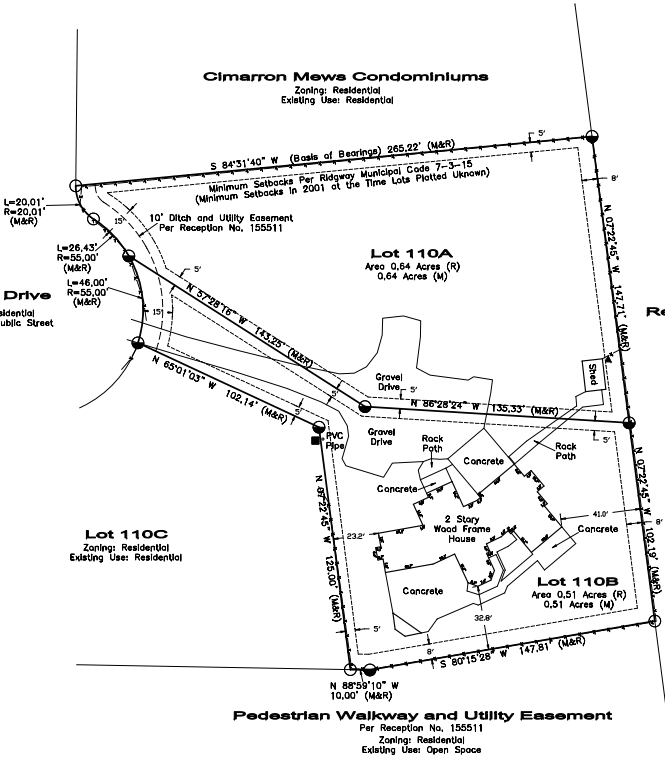 Cimarron Mews Condominiums
Zoning: Residential
Existing Use: Residential
5'
S 84°31'40" W (Basis of Bearings) 265,22' (M&R)
Minimum Setbacks Per Ridgway Municipal Code 7-3-15
(Minimum Setbacks in 2001 at the Time Lots Platted Uknown)
8'
L=20,01'
R=20,01'
(M&R)
15'
10' Ditch and Utility Easement
Per Reception No, 155511
N 07°22'45" W 147,71' (M&R)
L=26,43'
R=55,00'
(M&R)
Lot 110A
Area 0,64 Acres (R)
0,64 Acres (M)
5'
L=46,00'
R=55,00'
(M&R)
Drive
sidential
ublic Street
15'
N 57°28'16" W 143,25' (M&R)
Re
N 65°01'03" W 102,14' (M&R)
Shed
Gravel
Drive
5'
5'
N 86°28'24" W 135,33' (M&R)
5'
PVC
Pipe
Gravel
Drive
Rock
Path
Rock
Path
Concrete
Concrete
N 07°22'45" W 102,19' (M&R)
N 07°22'45" W 125,00' (M&R)
41.0'
8'
2 Story
Wood Frame
House
Concrete
23.2'
Lot 110C
Zoning: Residential
Existing Use: Residential
Concrete
Lot 110B
Area 0,51 Acres (R)
0,51 Acres (M)
32.8'
5'
8'
S 80°15'28" W 147,81' (M&R)
N 88°59'10" W
10,00' (M&R)
Pedestrian Walkway and Utility Easement
Per Reception No, 155511
Zoning: Residential
Existing Use: Open Space